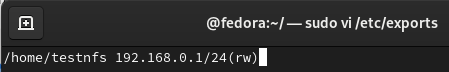 @fedora:~/ — sudo vi /etc/exports
/home/testnfs 192.168.0.1/24(rw)